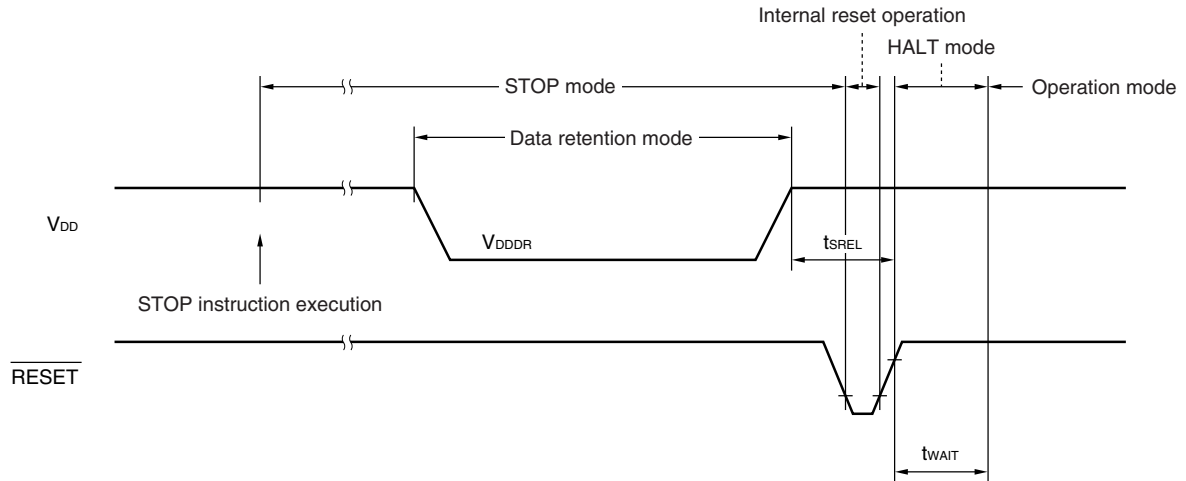 Internal reset operation
HALT mode
STOP mode
Operation mode
Data retention mode
VDD
VDDDR
tSREL
STOP instruction execution
RESET
tWAIT